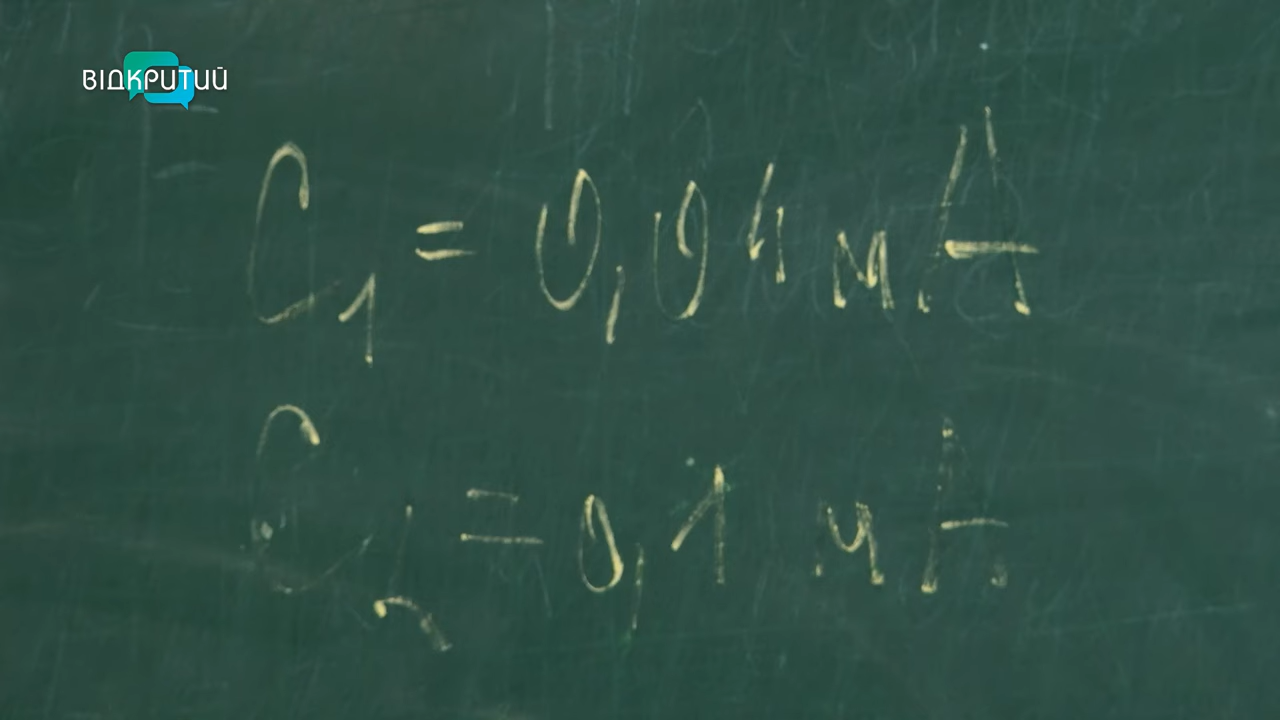 ВІДКРИТИЙ
C₁ = 0,04 мА
C₂ = 0,1 мА